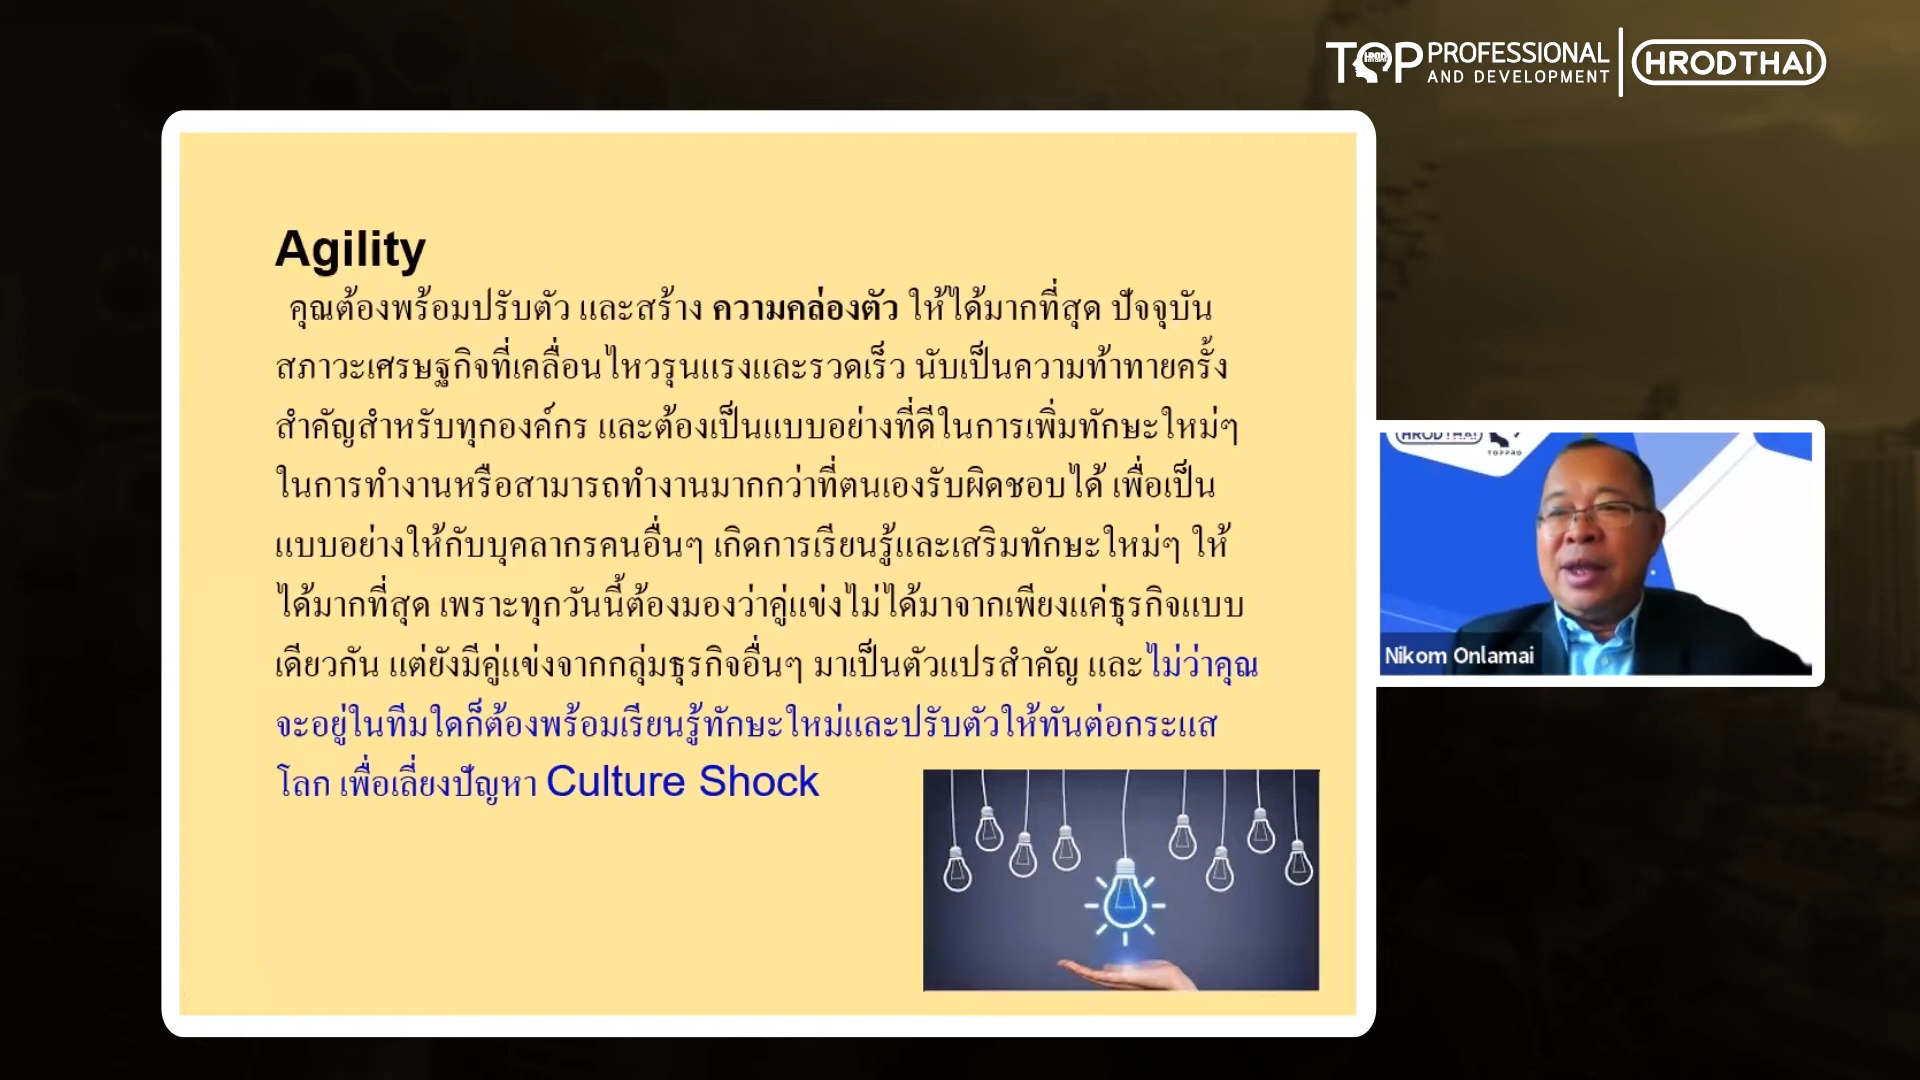 TOP PROFESSIONAL AND DEVELOPMENT
HRODTHAI
Agility
คุณต้องพร้อมปรับตัว และสร้าง ความคล่องตัว ให้ได้มากที่สุด ปัจจุบัน
สภาวะเศรษฐกิจที่เคลื่อนไหวรุนแรงและรวดเร็ว นับเป็นความท้าทายครั้ง
สำคัญสำหรับทุกองค์กร และต้องเป็นแบบอย่างที่ดีในการเพิ่มทักษะใหม่ๆ
ในการทำงานหรือสามารถทำงานมากกว่าที่ตนเองรับผิดชอบได้ เพื่อเป็น
แบบอย่างให้กับบุคลากรคนอื่นๆ เกิดการเรียนรู้และเสริมทักษะใหม่ๆ ให้
ได้มากที่สุด เพราะทุกวันนี้ต้องมองว่าคู่แข่งไม่ได้มาจากเพียงแค่ธุรกิจแบบ
เดียวกัน แต่ยังมีคู่แข่งจากกลุ่มธุรกิจอื่นๆ มาเป็นตัวแปรสำคัญ และไม่ว่าคุณ
จะอยู่ในทีมใดก็ต้องพร้อมเรียนรู้ทักษะใหม่และปรับตัวให้ทันต่อกระแส
โลก เพื่อเลี่ยงปัญหา Culture Shock
HRODTHAI
TOPPRO
Nikom Onlamai